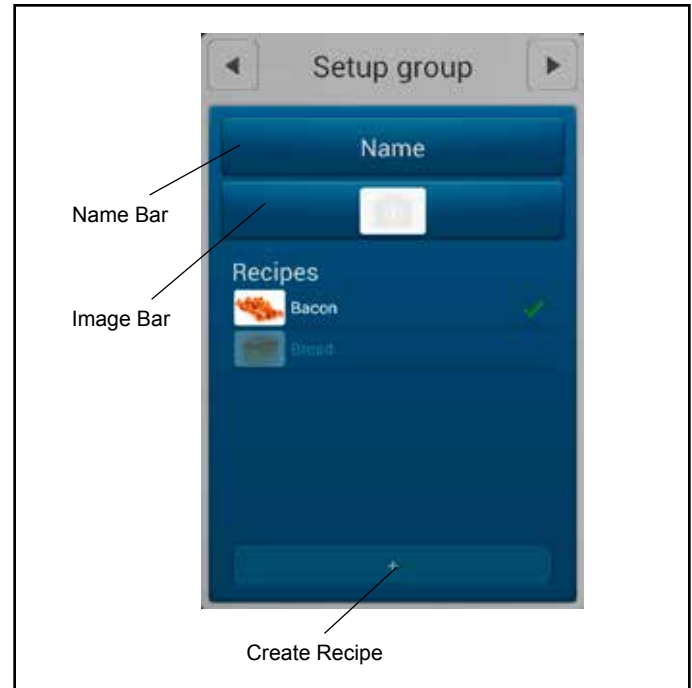 Setup group
Name
Name Bar
Image Bar
Recipes
Bacon
Bread
+
Create Recipe